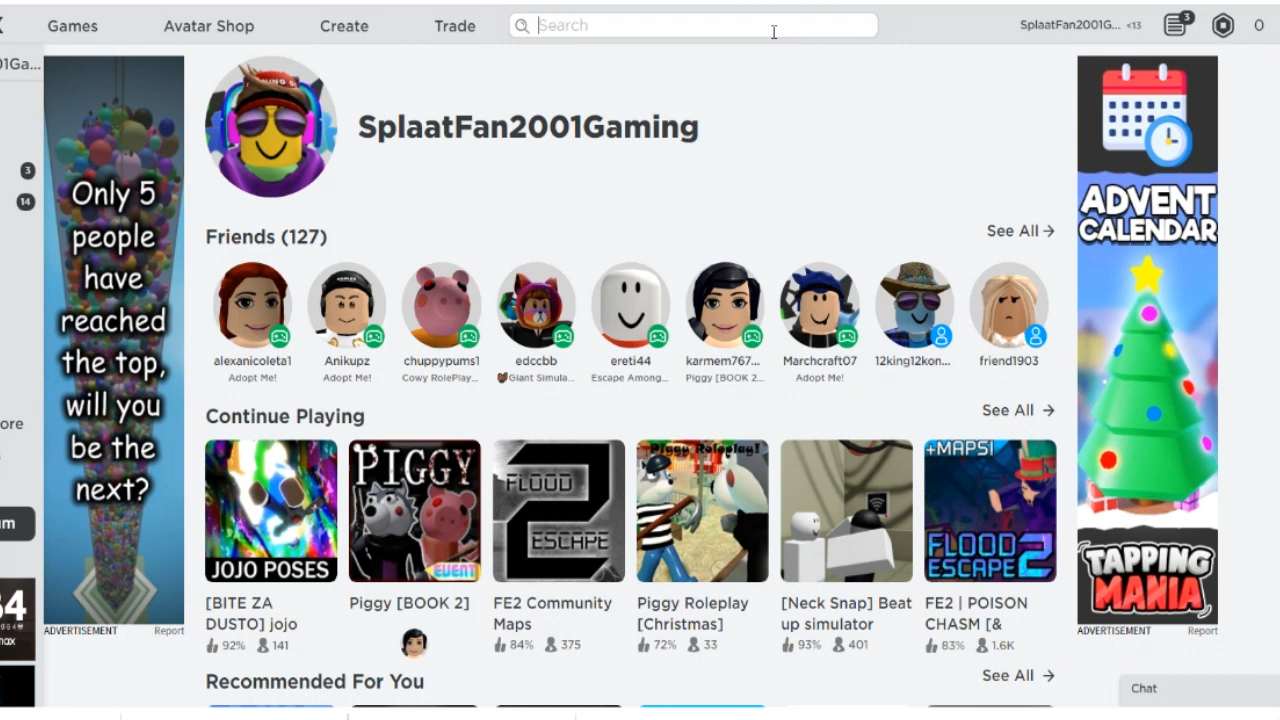 Games
Avatar Shop
Create
Trade
Search
SplaatFan2001G... <13
3
0
01Ga...
3
14
ore
m
Only 5
people
have
reached
the top,
will you
be the
next?
ADVERTISEMENT
Report
SplaatFan2001Gaming
Friends (127)
See All →
alexanicoleta1
Adopt Me!
Anikupz
Adopt Me!
chuppypums1
Cowy RolePlay...
edccbb
Giant Simula...
ereti44
Escape Among...
karmem767...
Piggy [BOOK 2...
Marchcraft07
Adopt Me!
12king12kon...
friend1903
Continue Playing
See All →
JOJO POSES
[BITE ZA
DUSTO] jojo
92% 141
PIGGY
EVENT
Piggy [BOOK 2]
FLOOD
2
ESCAPE
FE2 Community
Maps
84% 375
Piggy Roleplay!
Piggy Roleplay
[Christmas]
72% 33
[Neck Snap] Beat
up simulator
93% 401
+MAPS!
FLOOD
ESCAPE 2
FE2 | POISON
CHASM [&
83% 1.6K
Recommended For You
See All →
ADVENT
CALENDAR
TAPPING
MANIA
ADVERTISEMENT
Report
Chat